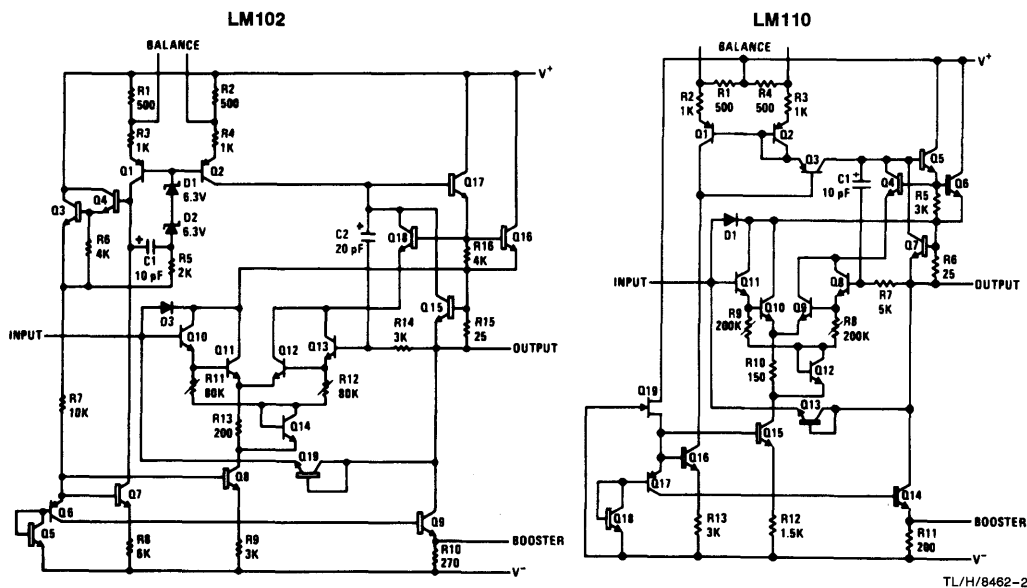 LM102
BALANCE
V+
R1
500
R2
500
R3
1K
R4
1K
Q1
Q2
D1
6.3V
Q4
Q3
Q17
D2
6.3V
R6
4K
C1
10 pF
R5
2K
C2
20 pF
Q18
R16
4K
Q16
D3
INPUT
Q10
Q11
Q12
Q13
R14
3K
Q15
R15
25
OUTPUT
R7
10K
R11
80K
R12
80K
R13
200
Q14
Q19
Q8
Q7
Q6
Q5
Q9
BOOSTER
R8
6K
R9
3K
R10
270
V-
LM110
BALANCE
V+
R2
1K
R1
500
R4
500
R3
1K
Q1
Q2
Q3
Q5
C1
10 pF
Q4
Q6
R5
3K
D1
Q7
R6
25
INPUT
Q11
Q10
Q9
Q8
R7
5K
OUTPUT
R9
200K
R8
200K
R10
150
Q12
Q13
Q19
Q15
Q16
Q17
Q18
Q14
BOOSTER
R13
3K
R12
1.5K
R11
200
V-
TL/H/8462-2